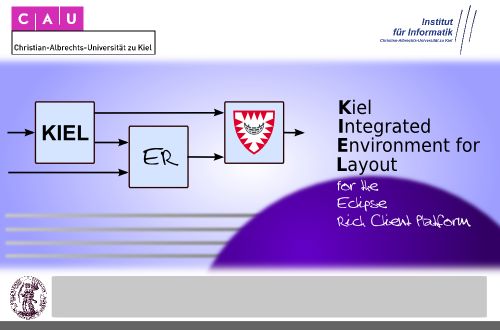 C A U
Christian-Albrechts-Universität zu Kiel
Institut
für Informatik
Christian-Albrechts-Universität zu Kiel
KIEL
ER
Kiel
Integrated
Environment for
Layout
for the
Eclipse
Rich Client Platform